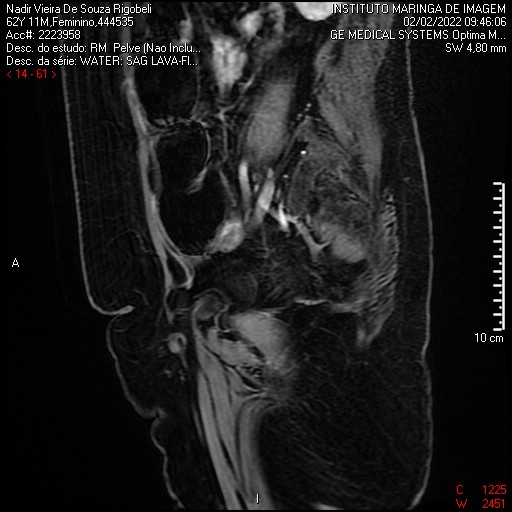 Nadir Vieira De Souza Rigobeli
62Y 11M,Feminino,444535
Acc#: 2223958
Desc. do estudo: RM Pelve (Nao Inclu...
Desc. da série: WATER: SAG LAVA-Fl...
< 14 - 61 >
INSTITUTO MARINGA DE IMAGEM
02/02/2022 09:46:06
GE MEDICAL SYSTEMS Optima M...
SW 4,80 mm
A
10 cm
I
C 1225
W 2451